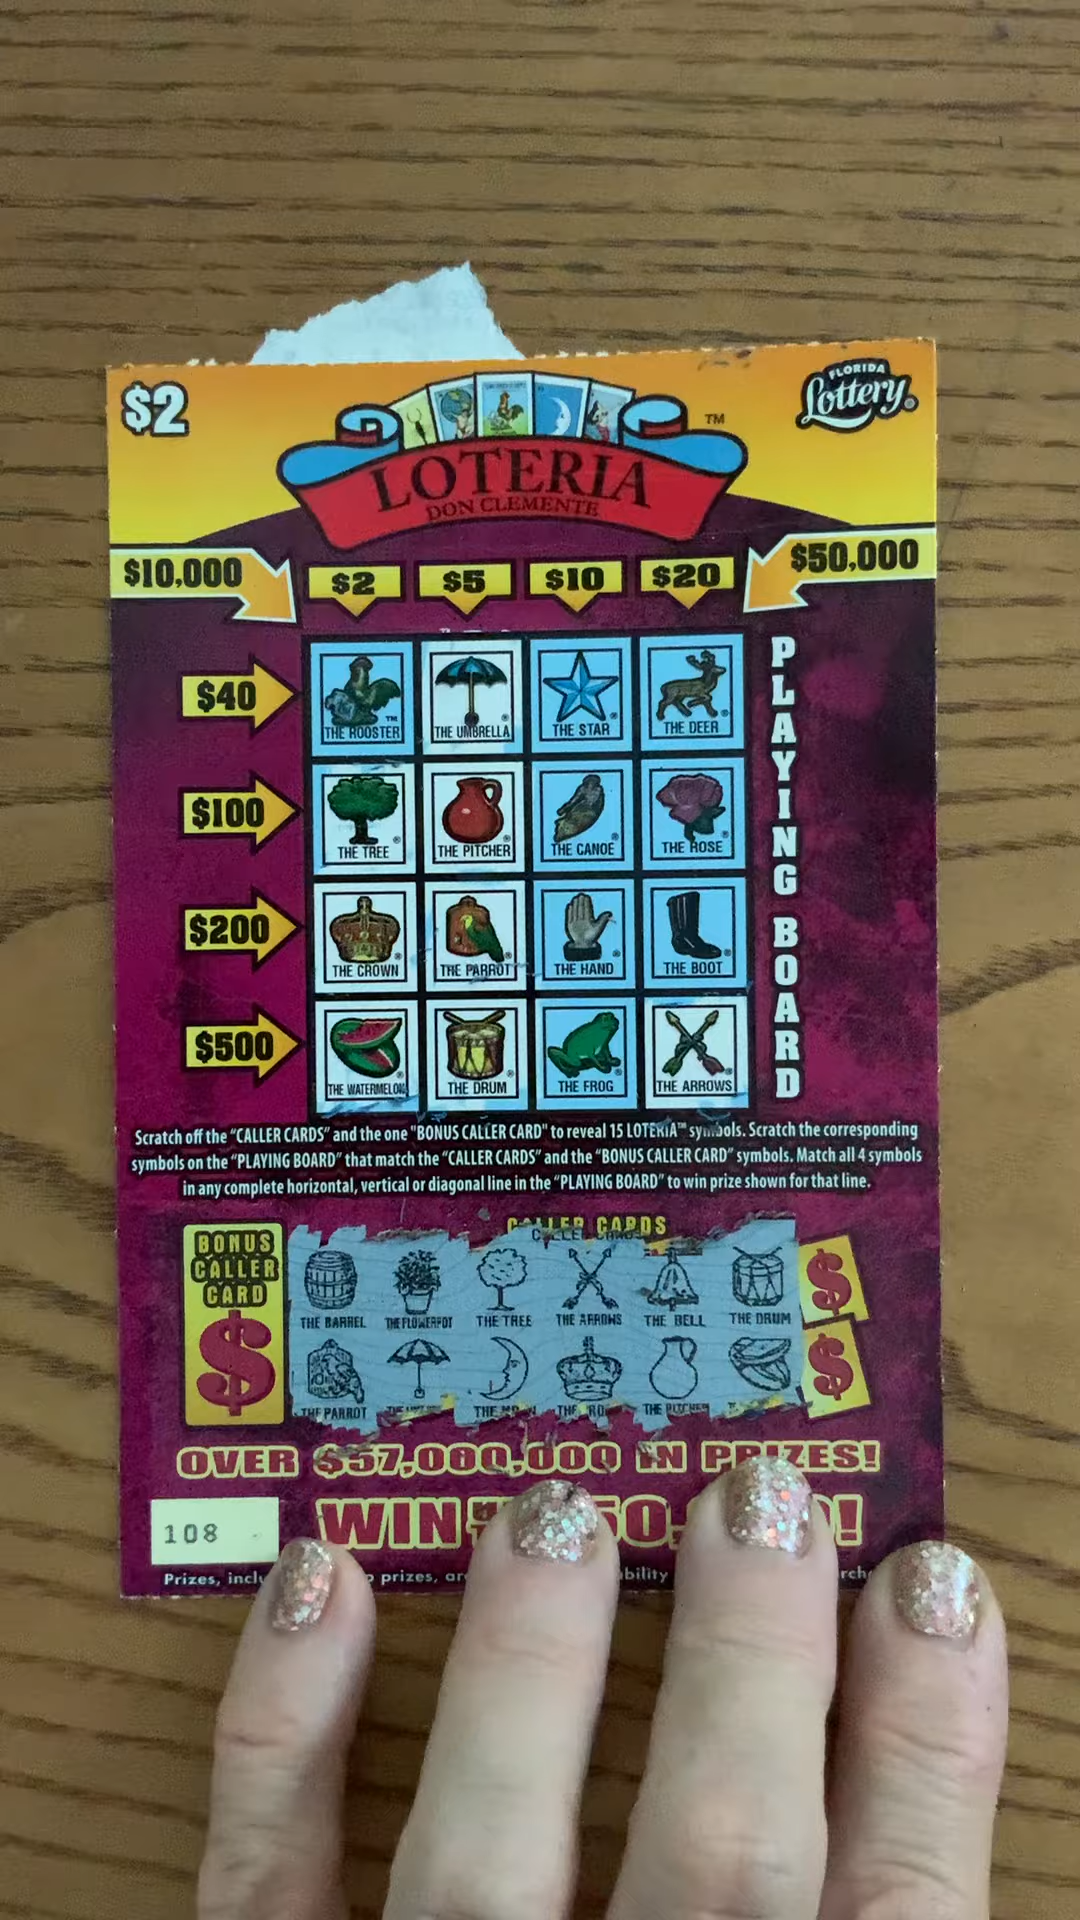 $2
FLORIDA
Lottery®
LOTERIA™
DON CLEMENTE
$10,000
$2 $5 $10 $20
$50,000
$40
THE ROOSTER THE UMBRELLA THE STAR THE DEER
$100
THE TREE THE PITCHER THE CANOE THE ROSE
$200
THE CROWN THE PARROT THE HAND THE BOOT
$500
THE WATERMELON THE DRUM THE FROG THE ARROWS
PLAYING BOARD
Scratch off the "CALLER CARDS" and the one "BONUS CALLER CARD" to reveal 15 LOTERIA™ symbols. Scratch the corresponding
symbols on the "PLAYING BOARD" that match the "CALLER CARDS" and the "BONUS CALLER CARD" symbols. Match all 4 symbols
in any complete horizontal, vertical or diagonal line in the "PLAYING BOARD" to win prize shown for that line.
CALLER CARDS
BONUS
CALLER
CARD
$
THE BARREL THE FLOWERPOT THE TREE THE ARROWS THE BELL THE DRUM
$
THE PARROT THE THE THE PITCHER
$
OVER $57,000,000 IN PRIZES!
WIN
108
Prizes, prizes,